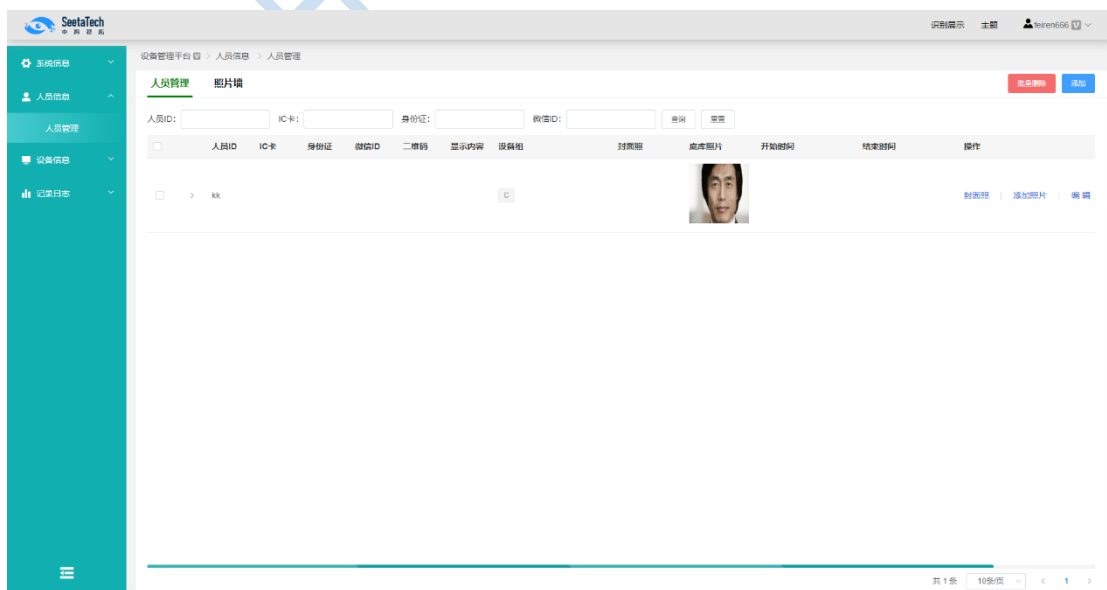 SeetaTech
中科视拓
识别展示 主题 teiren666
系统信息
人员信息
人员管理
设备信息
记录日志
设备管理平台 > 人员信息 > 人员管理
人员管理 照片墙
批量删除 添加
人员ID: IC卡: 身份证: 微信ID: 查询 重置
人员ID IC卡 身份证 微信ID 二维码 显示内容 设备组 封面照 底库照片 开始时间 结束时间 操作
> kk C 封面照 添加照片 编辑
共 1 条 10条/页 < 1 >